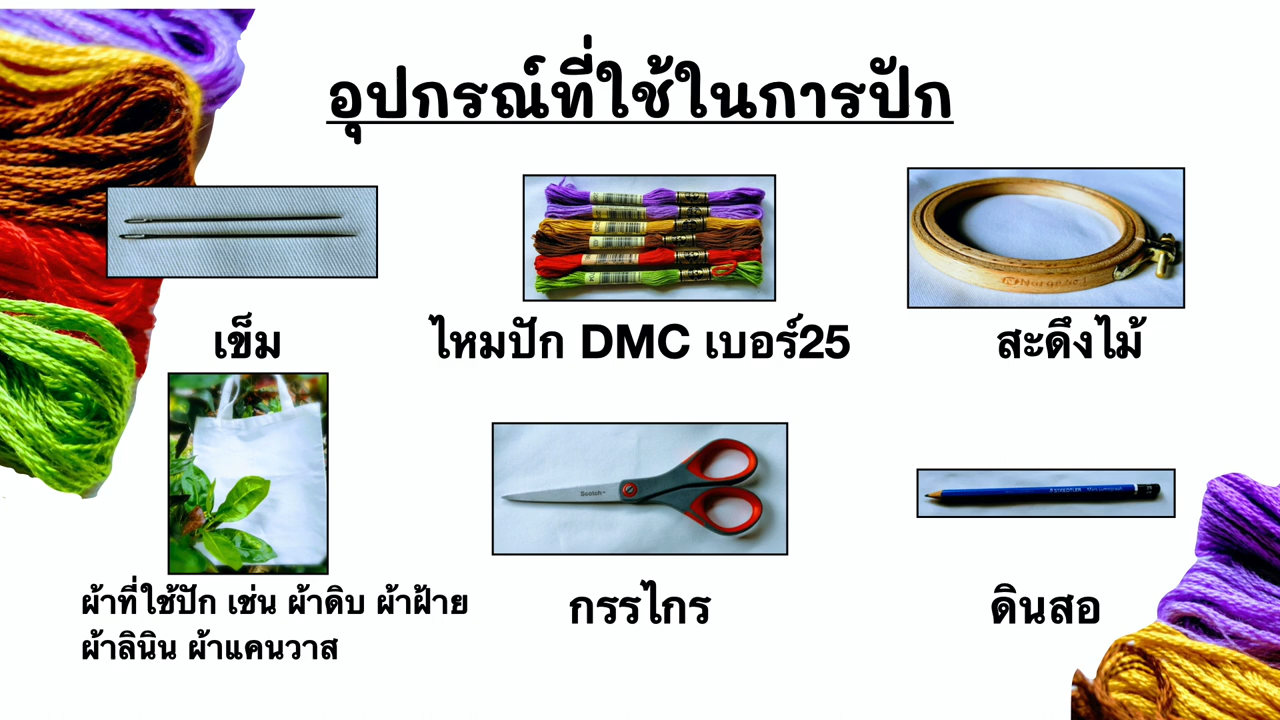 อุปกรณ์ที่ใช้ในการปัก
เข็ม
ไหมปัก DMC เบอร์25
สะดึงไม้
Scotch
STAEDTLER
ผ้าที่ใช้ปัก เช่น ผ้าดิบ ผ้าฝ้าย
ผ้าลินิน ผ้าแคนวาส
กรรไกร
ดินสอ